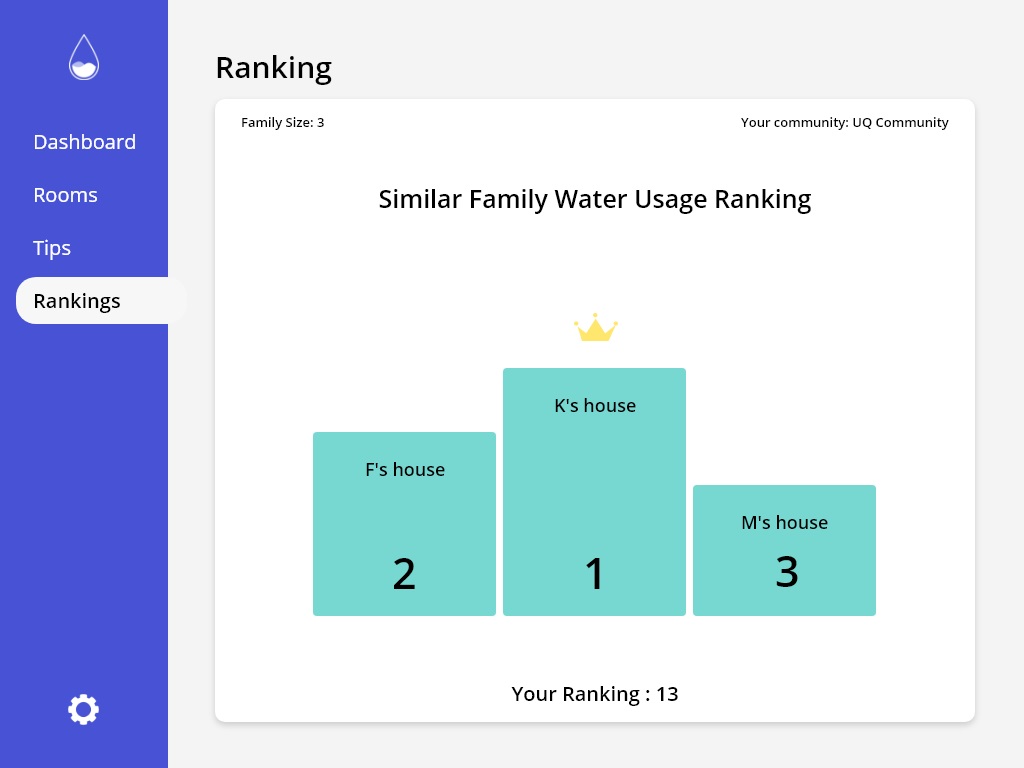 Ranking
Dashboard
Rooms
Tips
Rankings
Family Size: 3
Your community: UQ Community
Similar Family Water Usage Ranking
K's house
F's house
M's house
2
1
3
Your Ranking : 13